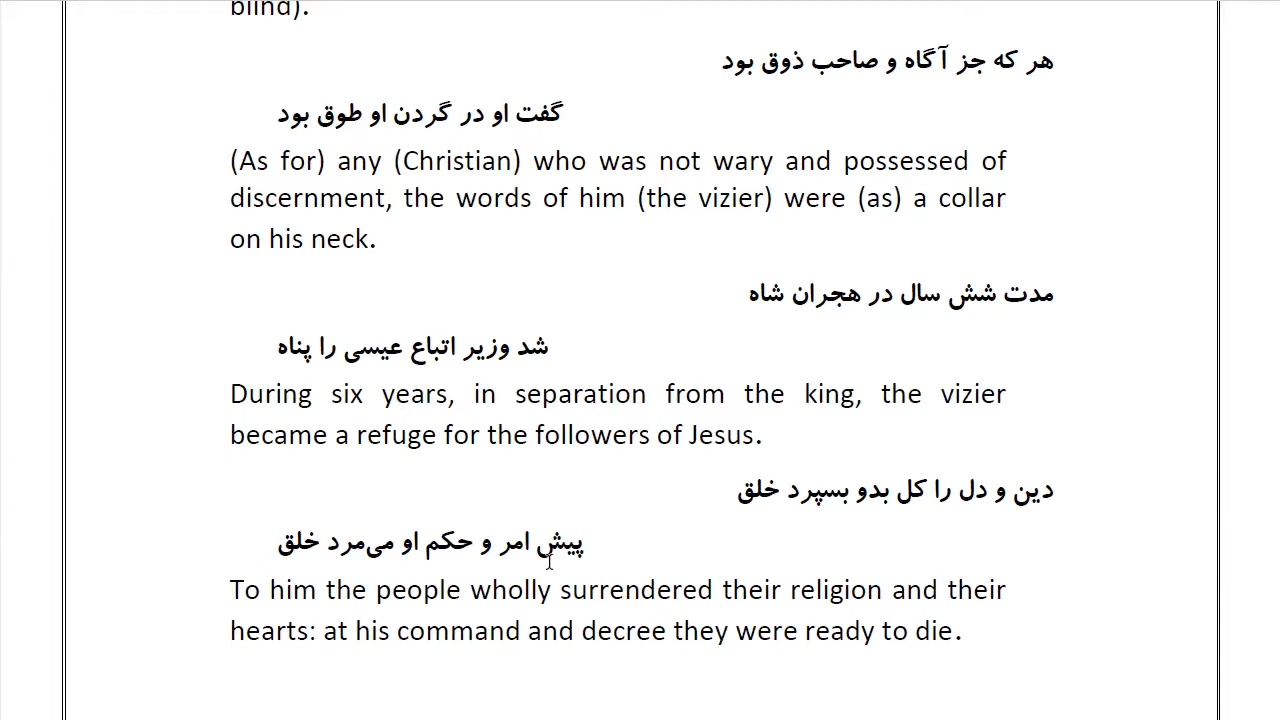 blind).
هر که جز آگاه و صاحب ذوق بود
گفت او در گردن او طوق بود
(As for) any (Christian) who was not wary and possessed of
discernment, the words of him (the vizier) were (as) a collar
on his neck.
مدت شش سال در هجران شاه
شد وزیر اتباع عیسی را پناه
During six years, in separation from the king, the vizier
became a refuge for the followers of Jesus.
دین و دل را کل بدو بسپرد خلق
پیش امر و حکم او می‌مرد خلق
To him the people wholly surrendered their religion and their
hearts: at his command and decree they were ready to die.